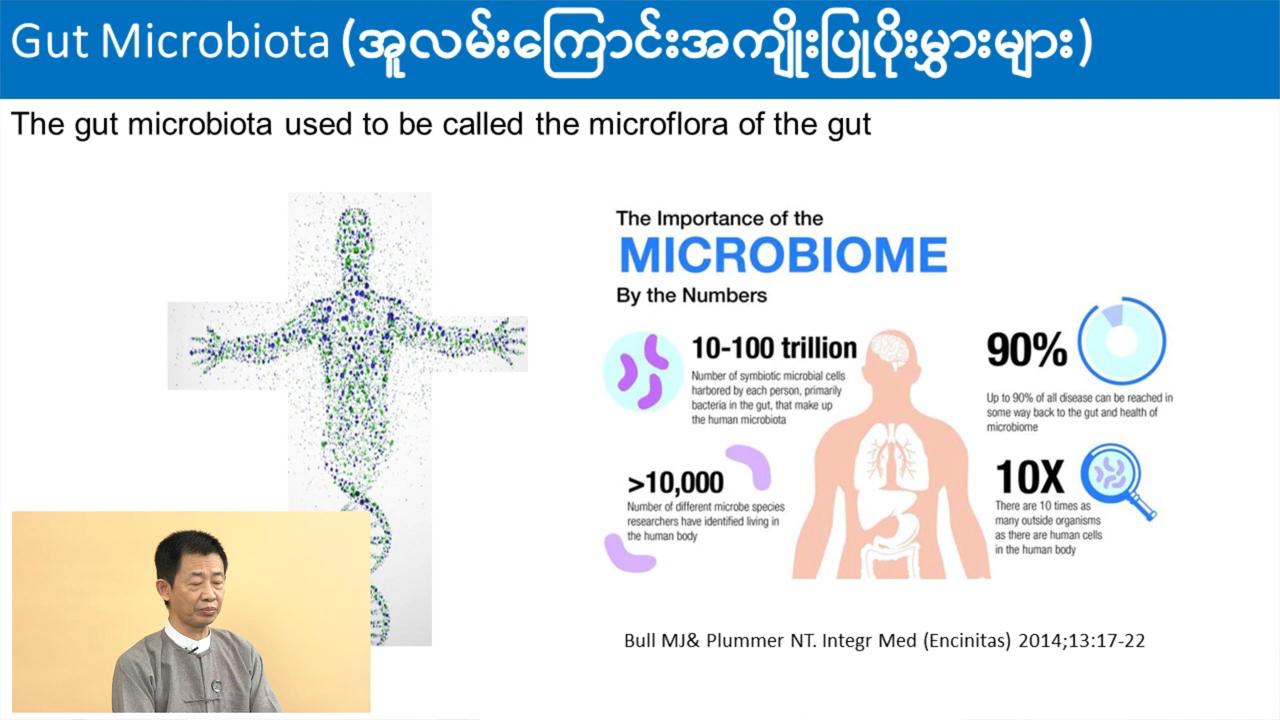 Gut Microbiota (အူလမ်းကြောင်းအကျိုးပြုပိုးမွှားများ)
The gut microbiota used to be called the microflora of the gut
The Importance of the
MICROBIOME
By the Numbers
10-100 trillion
Number of symbiotic microbial cells
harbored by each person, primarily
bacteria in the gut, that make up
the human microbiota
>10,000
Number of different microbe species
researchers have identified living in
the human body
90%
Up to 90% of all disease can be reached in
some way back to the gut and health of
microbiome
10X
There are 10 times as
many outside organisms
as there are human cells
in the human body
Bull MJ& Plummer NT. Integr Med (Encinitas) 2014;13:17-22